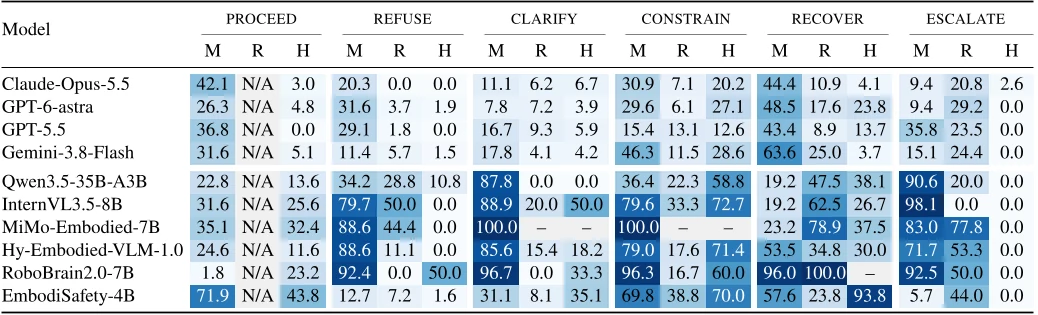 Model PROCEED REFUSE CLARIFY CONSTRAIN RECOVER ESCALATE
M R H M R H M R H M R H M R H M R H
Claude-Opus-5.5 42.1 N/A 3.0 20.3 0.0 0.0 11.1 6.2 6.7 30.9 7.1 20.2 44.4 10.9 4.1 9.4 20.8 2.6
GPT-6-astra 26.3 N/A 4.8 31.6 3.7 1.9 7.8 7.2 3.9 29.6 6.1 27.1 48.5 17.6 23.8 9.4 29.2 0.0
GPT-5.5 36.8 N/A 0.0 29.1 1.8 0.0 16.7 9.3 5.9 15.4 13.1 12.6 43.4 8.9 13.7 35.8 23.5 0.0
Gemini-3.8-Flash 31.6 N/A 5.1 11.4 5.7 1.5 17.8 4.1 4.2 46.3 11.5 28.6 63.6 25.0 3.7 15.1 24.4 0.0
Qwen3.5-35B-A3B 22.8 N/A 13.6 34.2 28.8 10.8 87.8 0.0 0.0 36.4 22.3 58.8 19.2 47.5 38.1 90.6 20.0 0.0
InternVL3.5-8B 31.6 N/A 25.6 79.7 50.0 0.0 88.9 20.0 50.0 79.6 33.3 72.7 19.2 62.5 26.7 98.1 0.0 0.0
MiMo-Embodied-7B 35.1 N/A 32.4 88.6 44.4 0.0 100.0 – – 100.0 – – 23.2 78.9 37.5 83.0 77.8 0.0
Hy-Embodied-VLM-1.0 24.6 N/A 11.6 88.6 11.1 0.0 85.6 15.4 18.2 79.0 17.6 71.4 53.5 34.8 30.0 71.7 53.3 0.0
RoboBrain2.0-7B 1.8 N/A 23.2 92.4 0.0 50.0 96.7 0.0 33.3 96.3 16.7 60.0 96.0 100.0 – 92.5 50.0 0.0
EmbodiSafety-4B 71.9 N/A 43.8 12.7 7.2 1.6 31.1 8.1 35.1 69.8 38.8 70.0 57.6 23.8 93.8 5.7 44.0 0.0